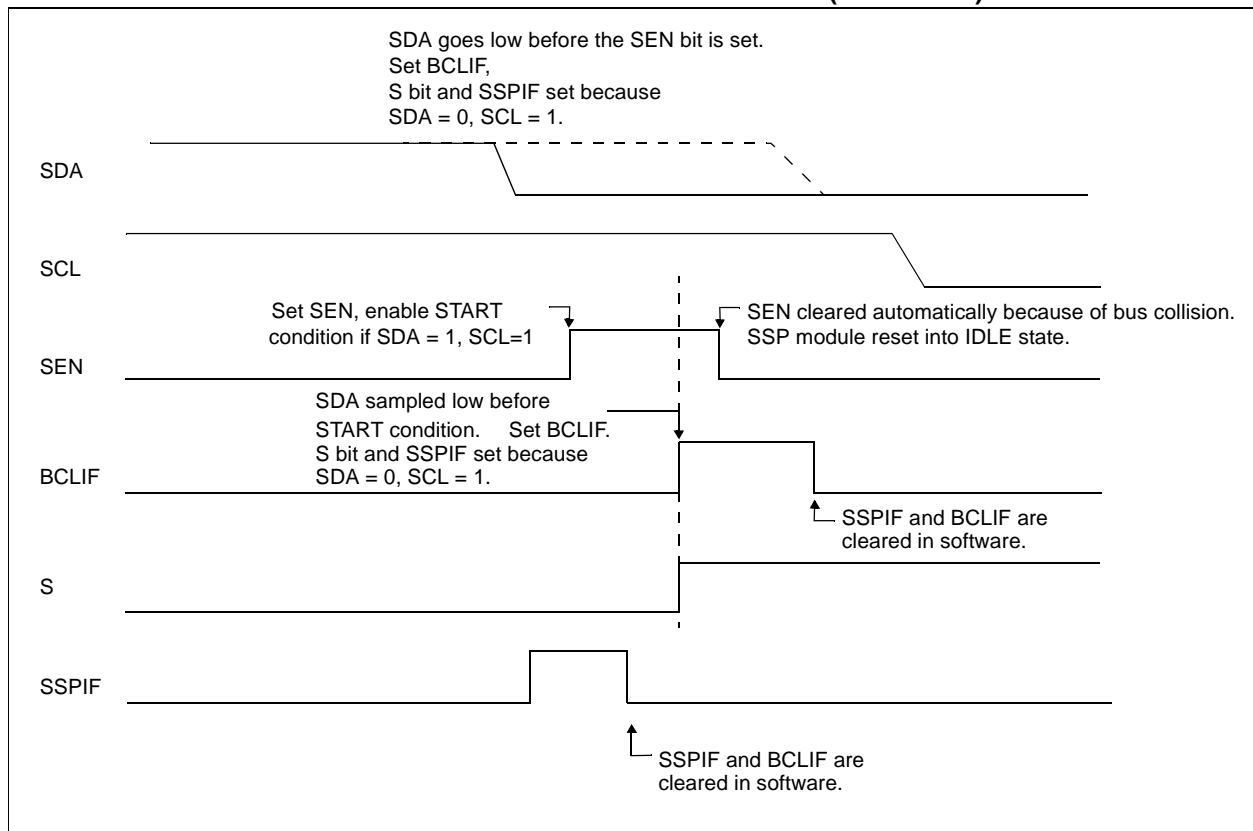 SDA goes low before the SEN bit is set.
Set BCLIF,
S bit and SSPIF set because
SDA = 0, SCL = 1.
SDA
SCL
Set SEN, enable START
condition if SDA = 1, SCL=1
SEN cleared automatically because of bus collision.
SSP module reset into IDLE state.
SEN
SDA sampled low before
START condition. Set BCLIF.
S bit and SSPIF set because
SDA = 0, SCL = 1.
BCLIF
SSPIF and BCLIF are
cleared in software.
S
SSPIF
SSPIF and BCLIF are
cleared in software.